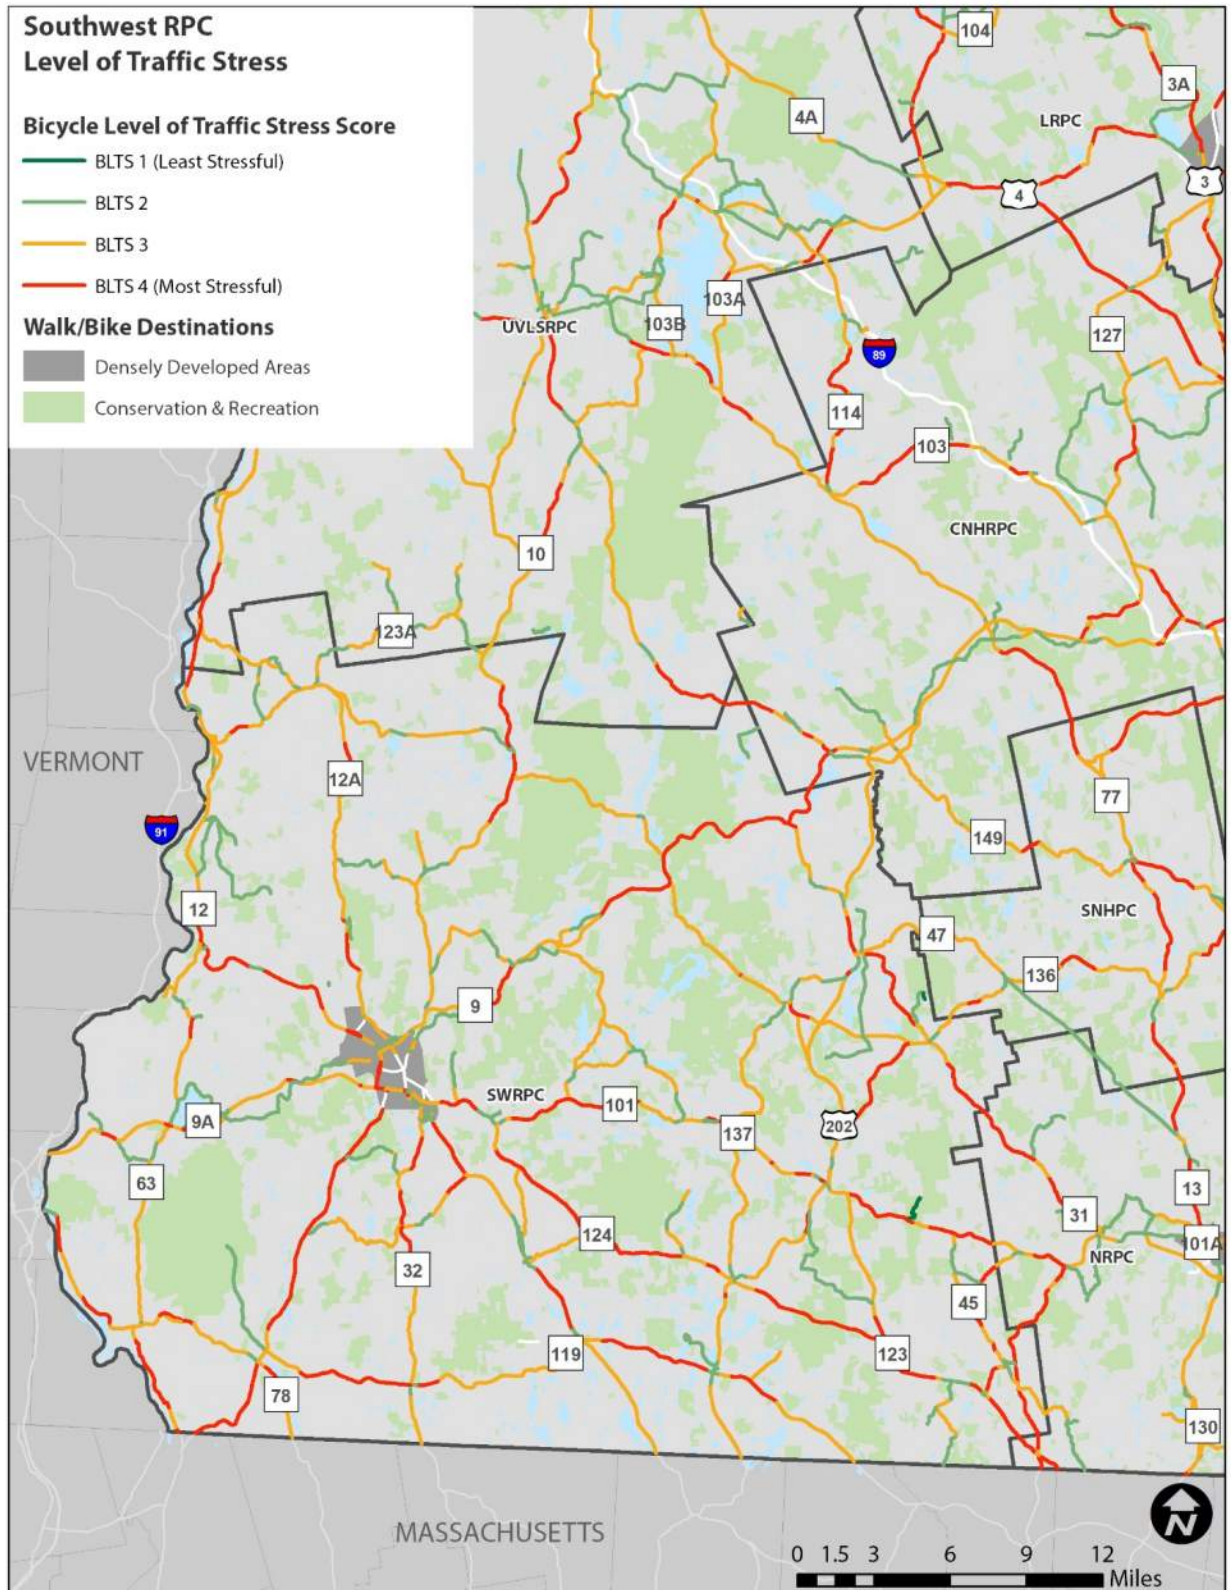 Southwest RPC
Level of Traffic Stress
Bicycle Level of Traffic Stress Score
BLTS 1 (Least Stressful)
BLTS 2
BLTS 3
BLTS 4 (Most Stressful)
Walk/Bike Destinations
Densely Developed Areas
Conservation & Recreation
104
3A
4A
LRPC
3
4
103A
103B
UVLSRPC
127
89
114
103
CNHRPC
10
123A
VERMONT
12A
77
91
149
12
SNHPC
47
136
9
SWRPC
101
9A
202
137
63
13
31
124
101A
NRPC
32
45
119
123
78
130
N
MASSACHUSETTS
0 1.5 3 6 9 12
Miles